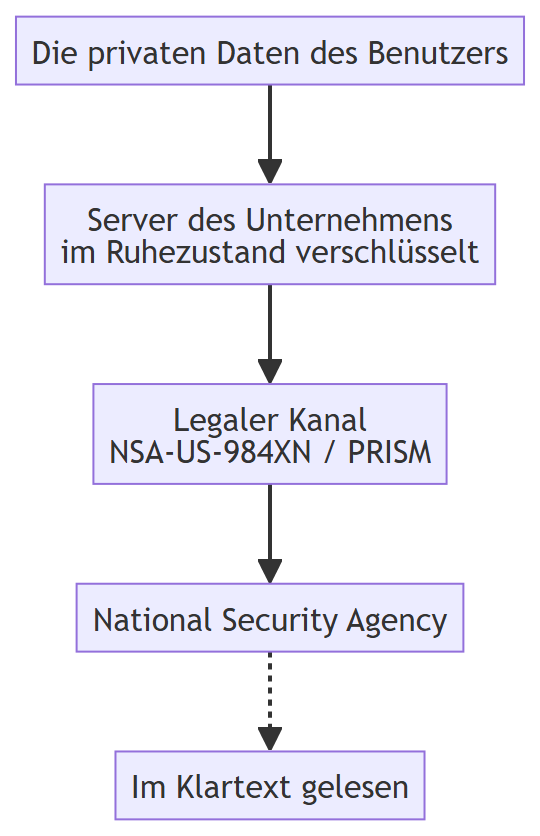 Die privaten Daten des Benutzers
Server des Unternehmens
im Ruhezustand verschlüsselt
Legaler Kanal
NSA-US-984XN / PRISM
National Security Agency
Im Klartext gelesen